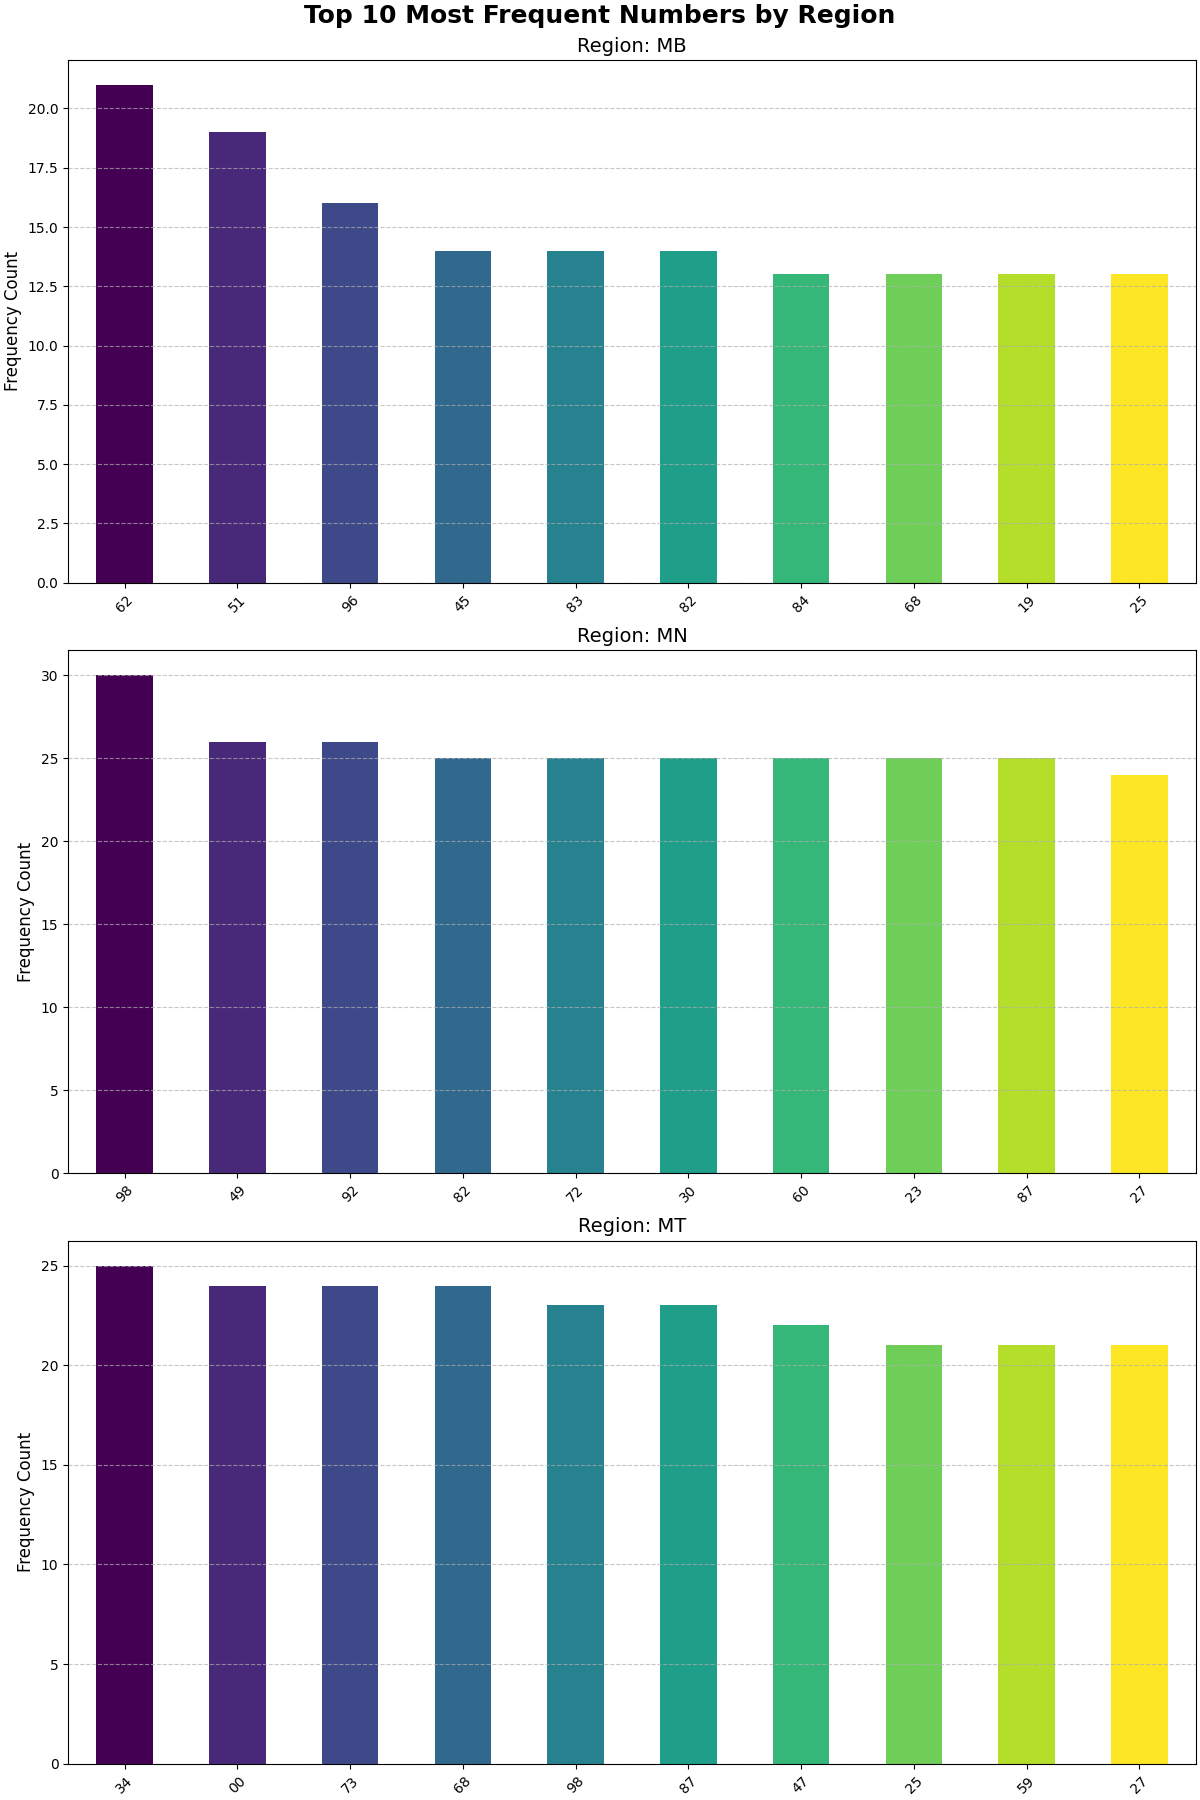 Top 10 Most Frequent Numbers by Region
Region: MB
Frequency Count
20.0
17.5
15.0
12.5
10.0
7.5
5.0
2.5
0.0
62 51 96 45 83 82 84 68 19 25
Region: MN
Frequency Count
30
25
20
15
10
5
0
98 49 92 82 72 30 60 23 87 27
Region: MT
Frequency Count
25
20
15
10
5
0
34 00 73 68 98 87 47 25 59 27